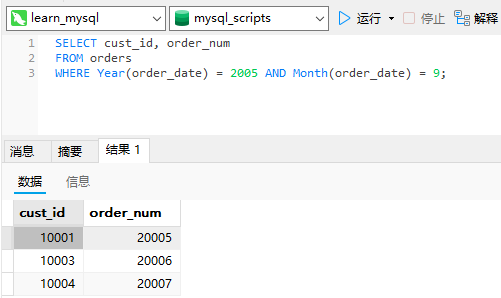 learn_mysql mysql_scripts 运行 停止 解释
1 SELECT cust_id, order_num
2 FROM orders
3 WHERE Year(order_date) = 2005 AND Month(order_date) = 9;
消息 摘要 结果 1
数据 信息
cust_id order_num
10001 20005
10003 20006
10004 20007